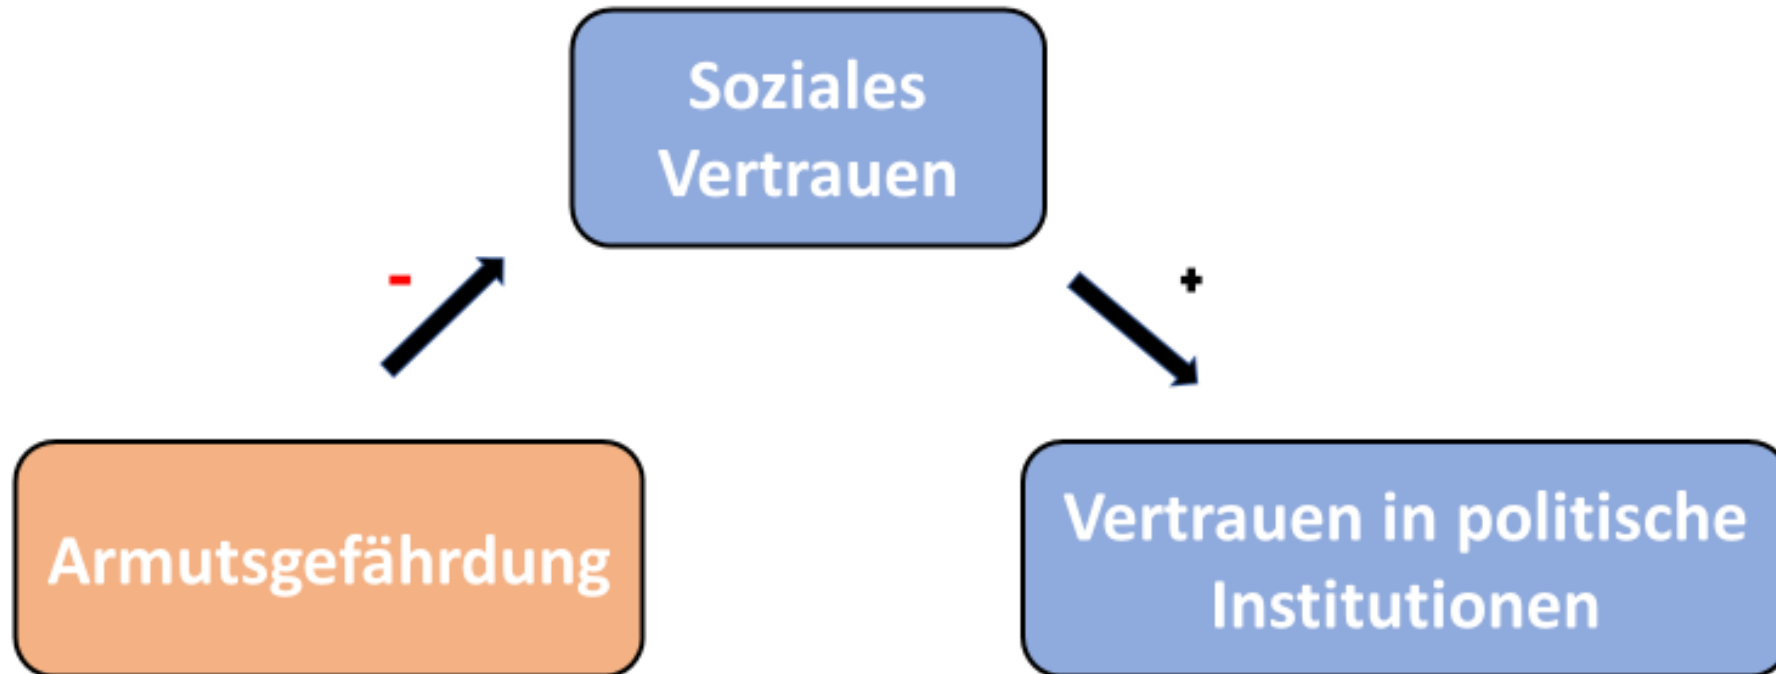 Soziales
Vertrauen
-
+
Armutsgefährdung
Vertrauen in politische
Institutionen